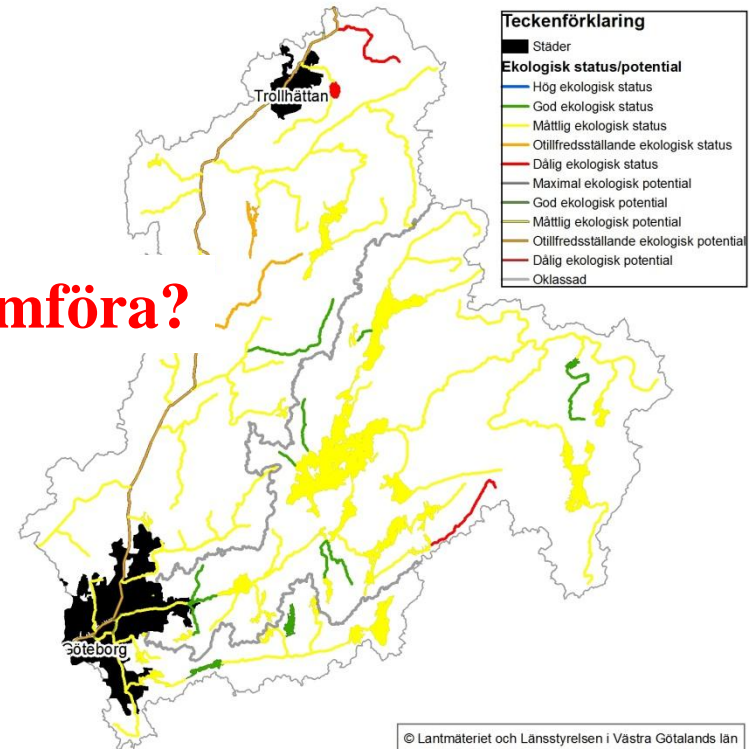 Teckenförklaring
Städer
Ekologisk status/potential
Hög ekologisk status
God ekologisk status
Måttlig ekologisk status
Otillfredsställande ekologisk status
Dålig ekologisk status
Maximal ekologisk potential
God ekologisk potential
Måttlig ekologisk potential
Otillfredsställande ekologisk potential
Dålig ekologisk potential
Oklassad
Trollhättan
mföra?
Göteborg
© Lantmäteriet och Länsstyrelsen i Västra Götalands län